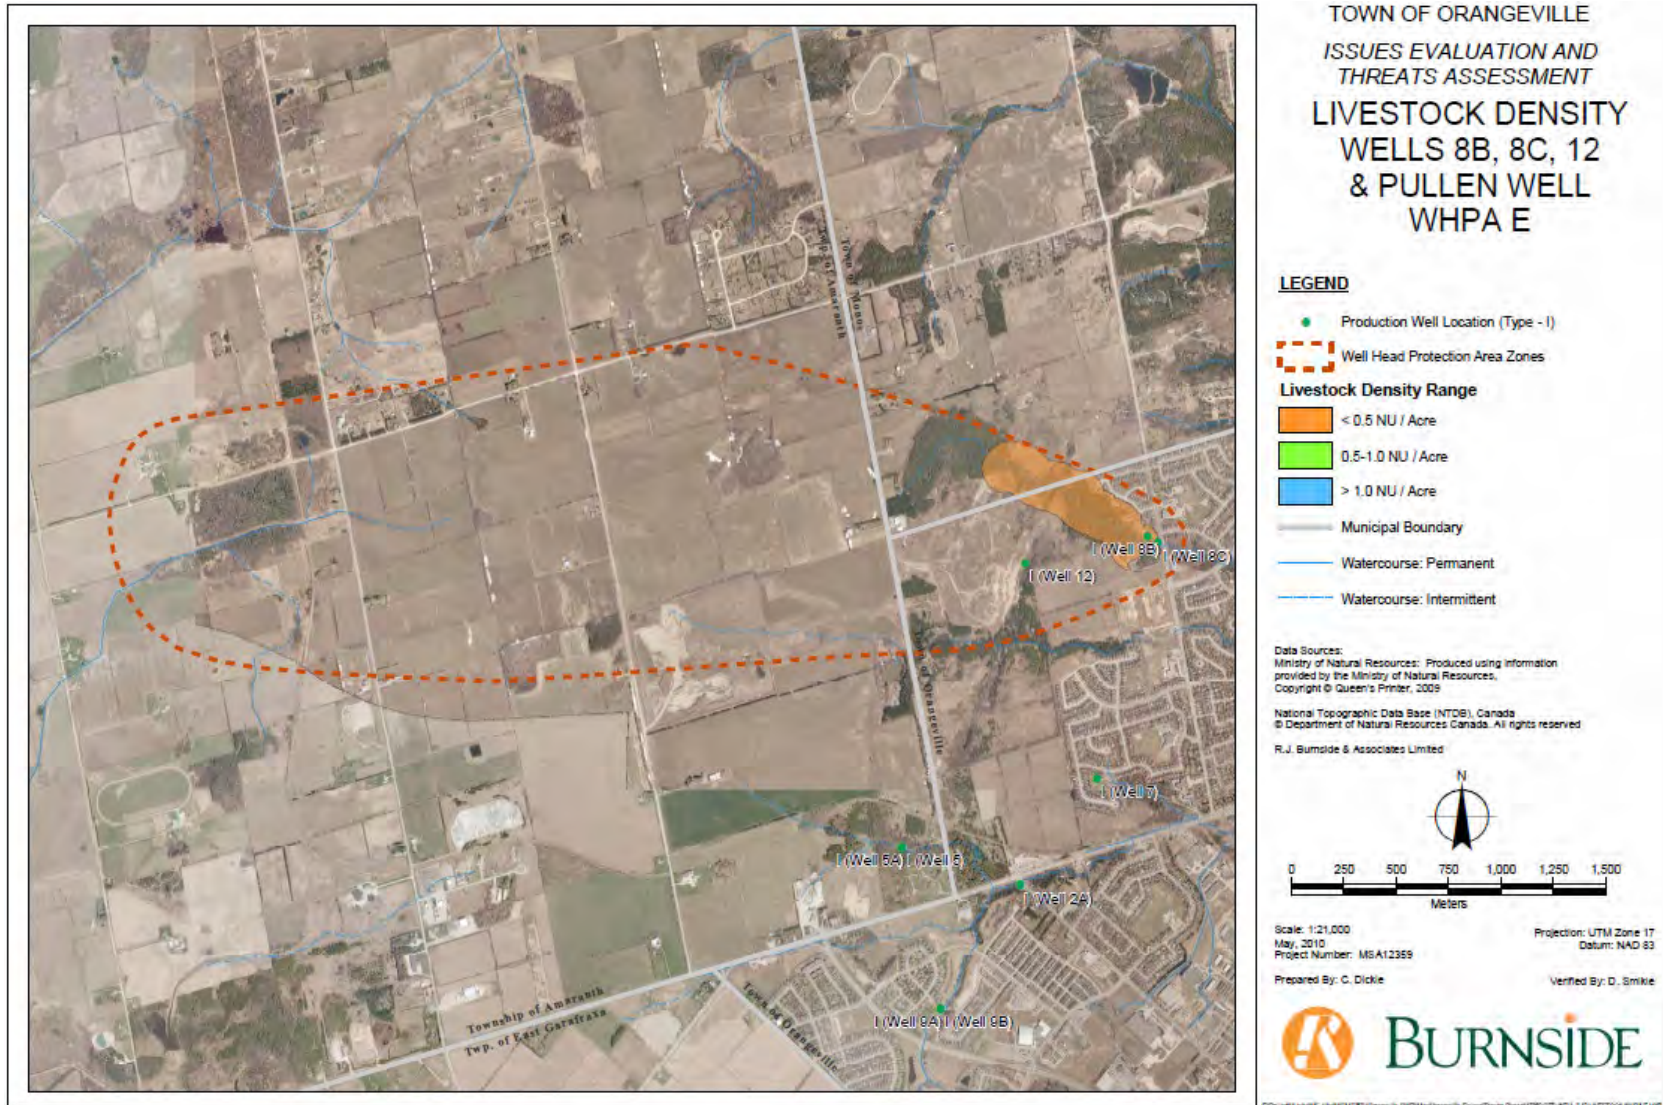 TOWN OF ORANGEVILLE
ISSUES EVALUATION AND
THREATS ASSESSMENT
LIVESTOCK DENSITY
WELLS 8B, 8C, 12
& PULLEN WELL
WHPA E
LEGEND
Production Well Location (Type - I)
Well Head Protection Area Zones
Livestock Density Range
< 0.5 NU / Acre
0.5-1.0 NU / Acre
> 1.0 NU / Acre
Municipal Boundary
Watercourse: Permanent
Watercourse: Intermittent
Data Sources:
Ministry of Natural Resources: Produced using information
provided by the Ministry of Natural Resources,
Copyright © Queen's Printer, 2009
National Topographic Data Base (NTDB), Canada
© Department of Natural Resources Canada. All rights reserved
R.J. Burnside & Associates Limited
N
0 250 500 750 1,000 1,250 1,500
Meters
Scale: 1:21,000
May, 2010
Project Number: MSA12359
Projection: UTM Zone 17
Datum: NAD 83
Prepared By: C. Dickie
Verified By: D. Smikle
BURNSIDE
Town of Mono
Twp. of Amaranth
I (Well 8B)
I (Well 8C)
I (Well 12)
of Orangeville
I (Well 7)
I (Well 5A) I (Well 5)
I (Well 2A)
I (Well 9A) I (Well 9B)
Township of Amaranth
Twp. of East Garafraxa
Town of Orangeville